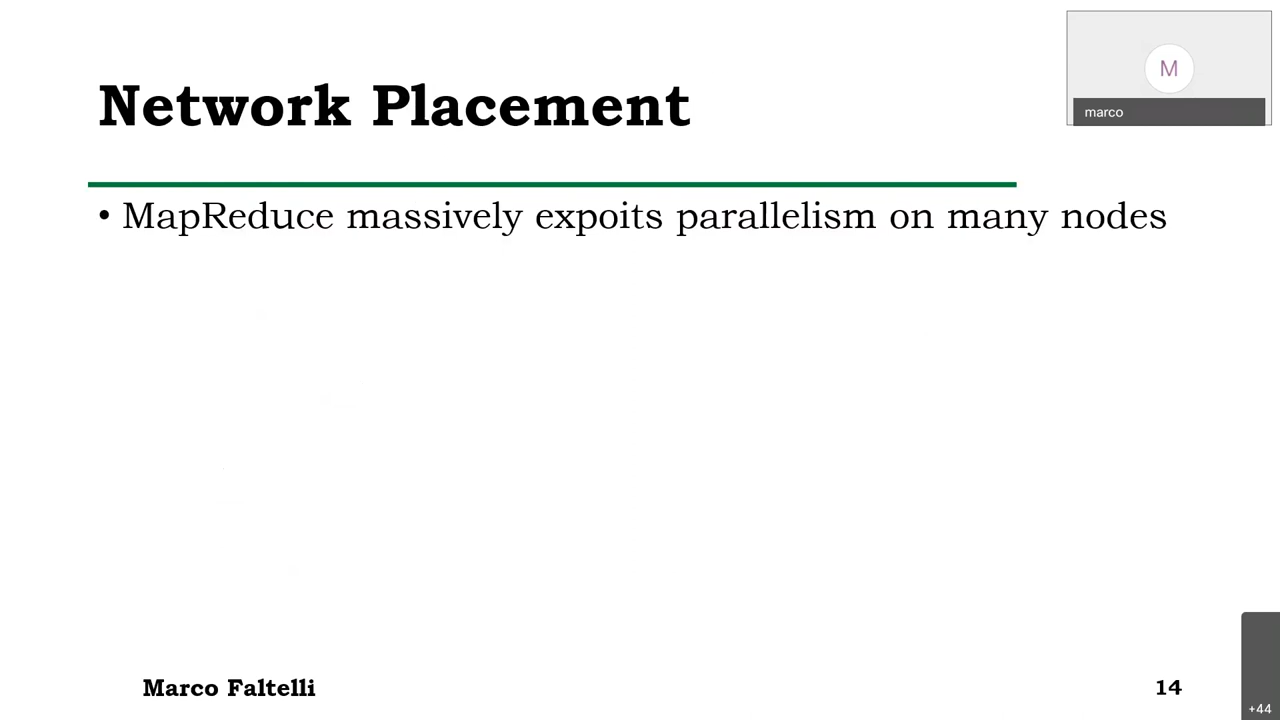 Network Placement
M
marco
• MapReduce massively expoits parallelism on many nodes
Marco Faltelli
14
+44